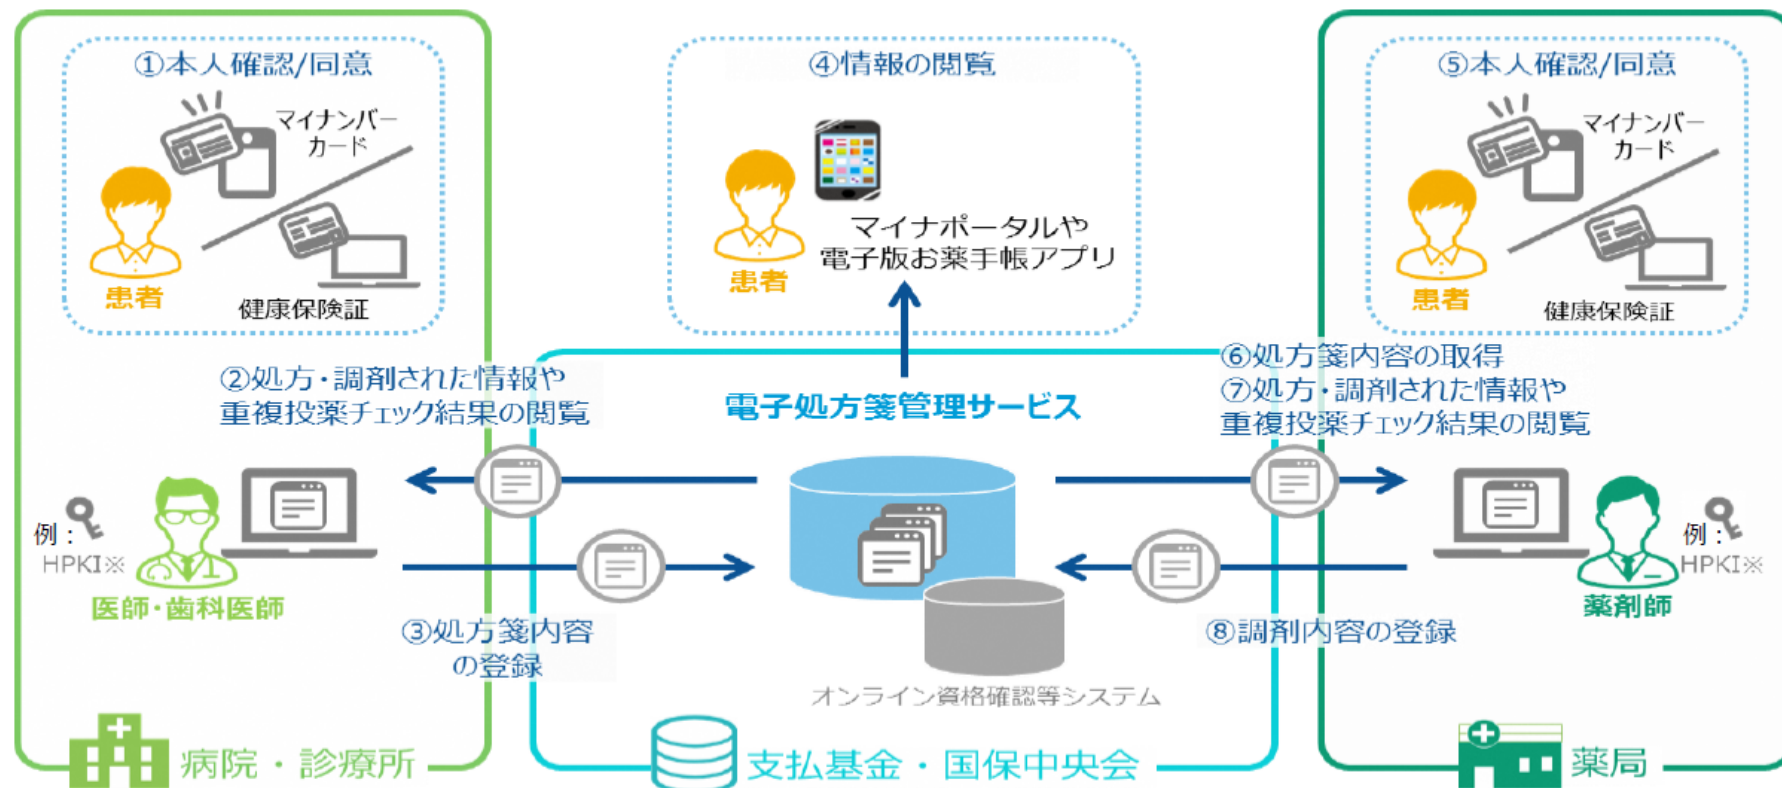 ①本人確認/同意
マイナンバー
カード
患者
健康保険証
②処方・調剤された情報や
重複投薬チェック結果の閲覧
例：
HPKI※
医師・歯科医師
③処方箋内容
の登録
病院・診療所
④情報の閲覧
マイナポータルや
電子版お薬手帳アプリ
患者
電子処方箋管理サービス
オンライン資格確認等システム
支払基金・国保中央会
⑤本人確認/同意
マイナンバー
カード
患者
健康保険証
⑥処方箋内容の取得
⑦処方・調剤された情報や
重複投薬チェック結果の閲覧
例：
HPKI※
薬剤師
⑧調剤内容の登録
薬局